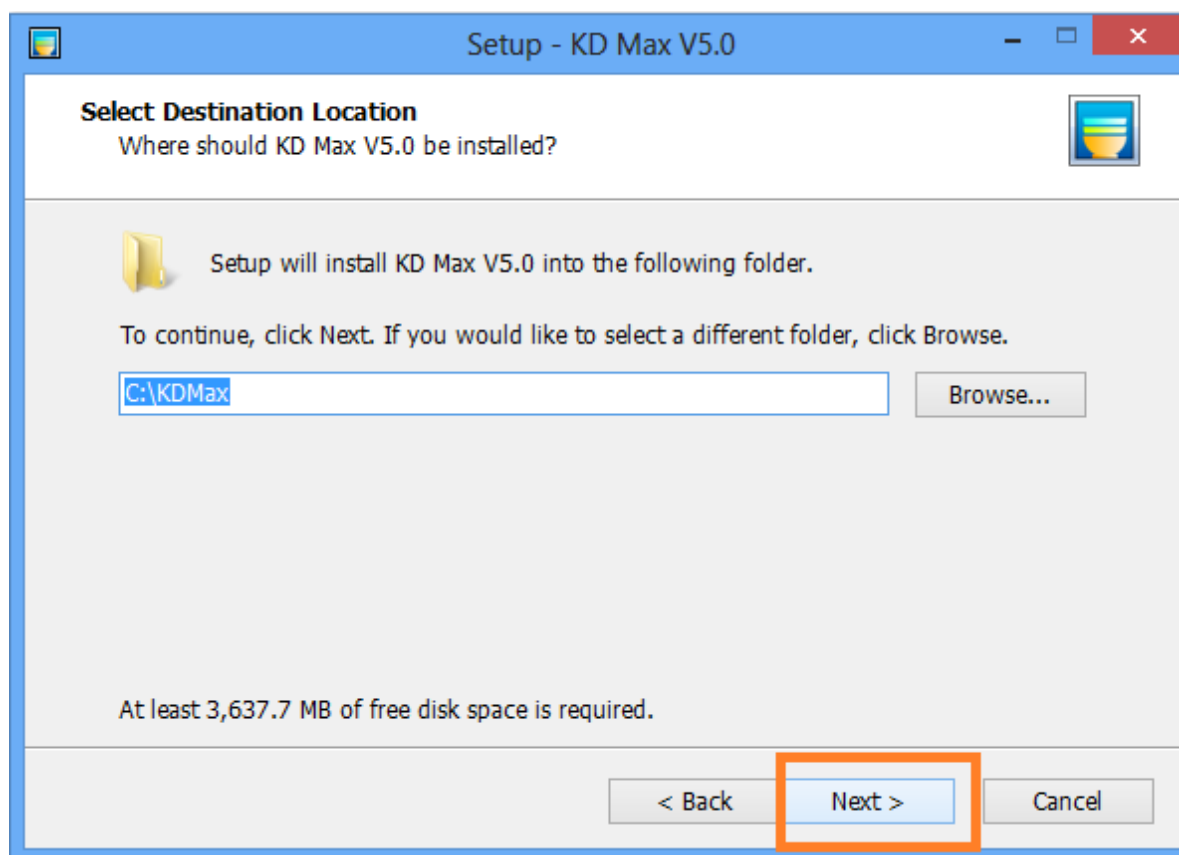 Setup - KD Max V5.0
Select Destination Location
Where should KD Max V5.0 be installed?
Setup will install KD Max V5.0 into the following folder.
To continue, click Next. If you would like to select a different folder, click Browse.
C:\KDMax
Browse...
At least 3,637.7 MB of free disk space is required.
< Back
Next >
Cancel